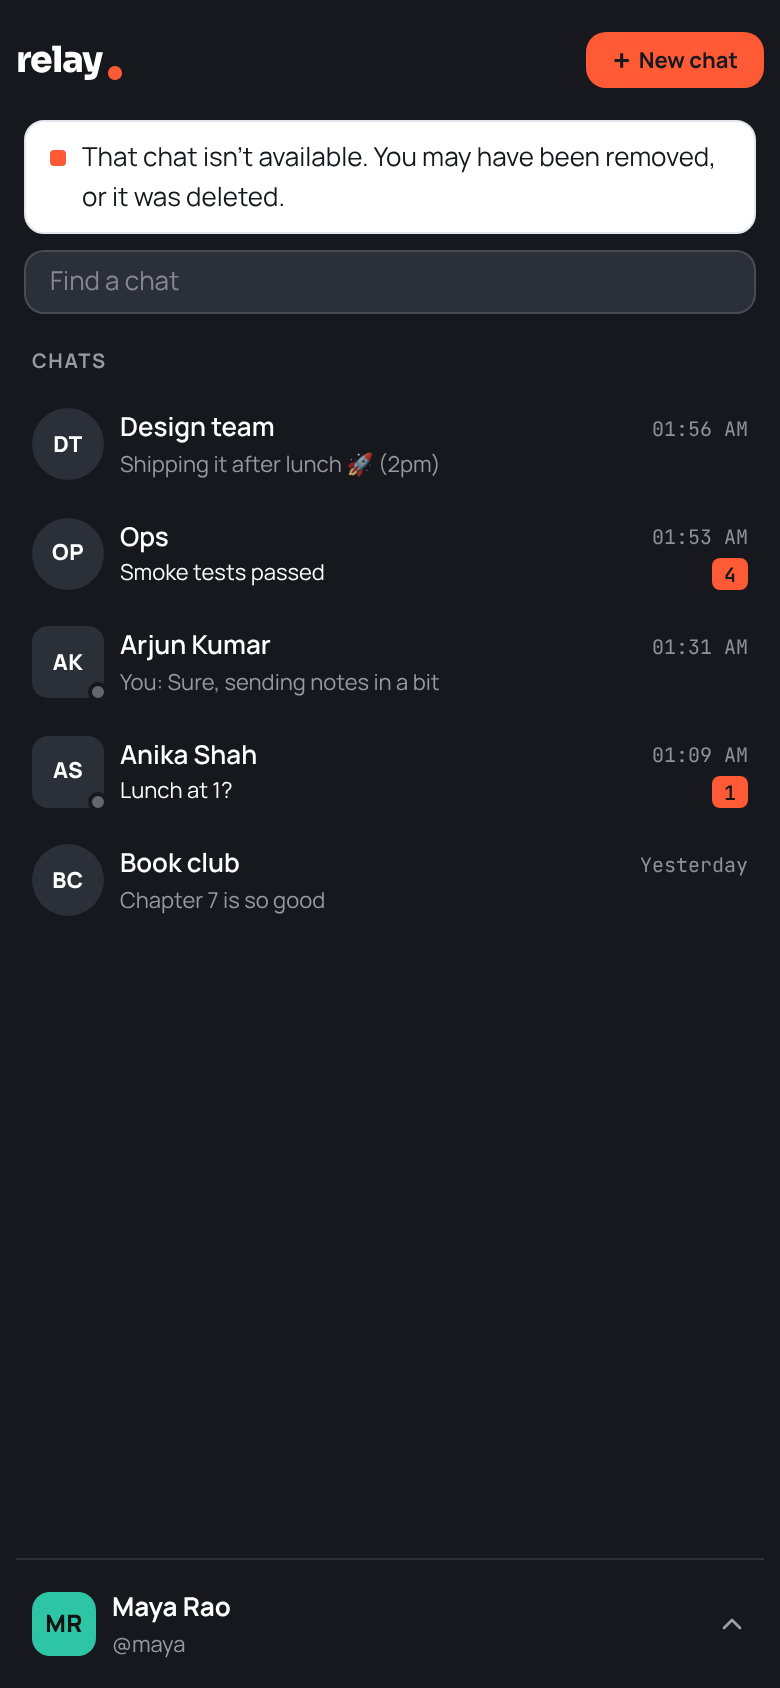 relay
+ New chat
That chat isn't available. You may have been removed,
or it was deleted.
Find a chat
CHATS
DT
Design team
01:56 AM
Shipping it after lunch 🚀 (2pm)
OP
Ops
01:53 AM
Smoke tests passed
4
AK
Arjun Kumar
01:31 AM
You: Sure, sending notes in a bit
AS
Anika Shah
01:09 AM
Lunch at 1?
1
BC
Book club
Yesterday
Chapter 7 is so good
MR
Maya Rao
@maya